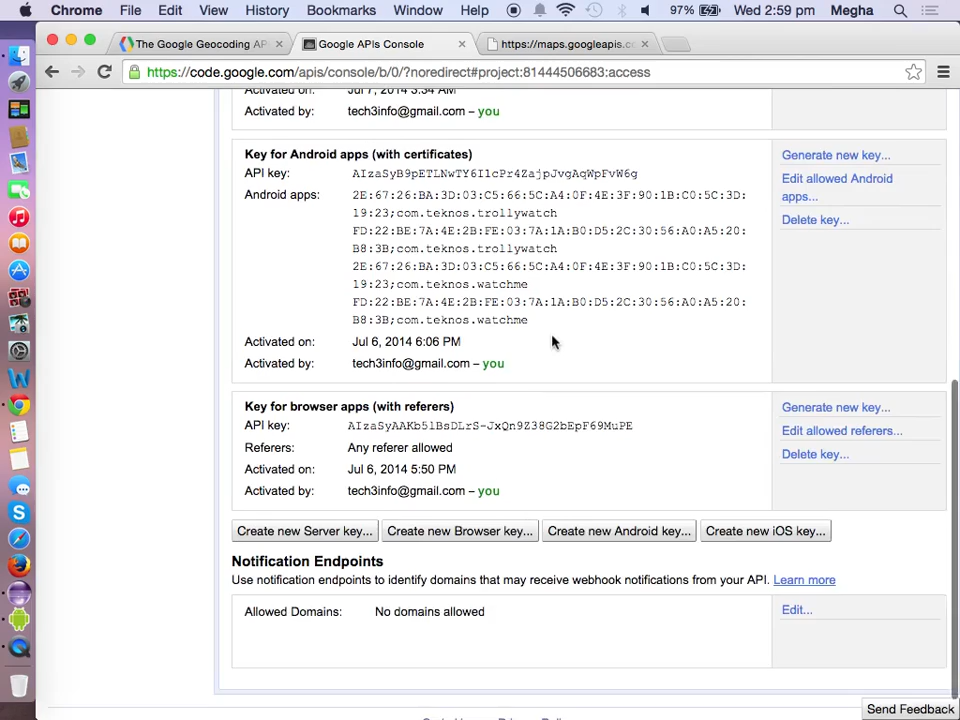 Chrome File Edit View History Bookmarks Window Help 97% Wed 2:59 pm Megha
The Google Geocoding AP
Google APIs Console
https://maps.googleapis.c
https://code.google.com/apis/console/b/0/?noredirect#project:81444506683:access
Activated on: Jul 7, 2014 3:34 AM
Activated by: tech3info@gmail.com – you
Key for Android apps (with certificates)
API key: AIzaSyB9pETLNwTY6I1cPr4ZajpJvgAqWpFvW6g
Android apps: 2E:67:26:BA:3D:03:C5:66:5C:A4:0F:4E:3F:90:1B:C0:5C:3D:
19:23;com.teknos.trollywatch
FD:22:BE:7A:4E:2B:FE:03:7A:1A:B0:D5:2C:30:56:A0:A5:20:
B8:3B;com.teknos.trollywatch
2E:67:26:BA:3D:03:C5:66:5C:A4:0F:4E:3F:90:1B:C0:5C:3D:
19:23;com.teknos.watchme
FD:22:BE:7A:4E:2B:FE:03:7A:1A:B0:D5:2C:30:56:A0:A5:20:
B8:3B;com.teknos.watchme
Activated on: Jul 6, 2014 6:06 PM
Activated by: tech3info@gmail.com – you
Generate new key...
Edit allowed Android
apps...
Delete key...
Key for browser apps (with referers)
API key: AIzaSyAAKb5lBsDLrS-JxQn9Z38G2bEpF69MuPE
Referers: Any referer allowed
Activated on: Jul 6, 2014 5:50 PM
Activated by: tech3info@gmail.com – you
Generate new key...
Edit allowed referers...
Delete key...
Create new Server key... Create new Browser key... Create new Android key... Create new iOS key...
Notification Endpoints
Use notification endpoints to identify domains that may receive webhook notifications from your API. Learn more
Allowed Domains: No domains allowed
Edit...
Send Feedback